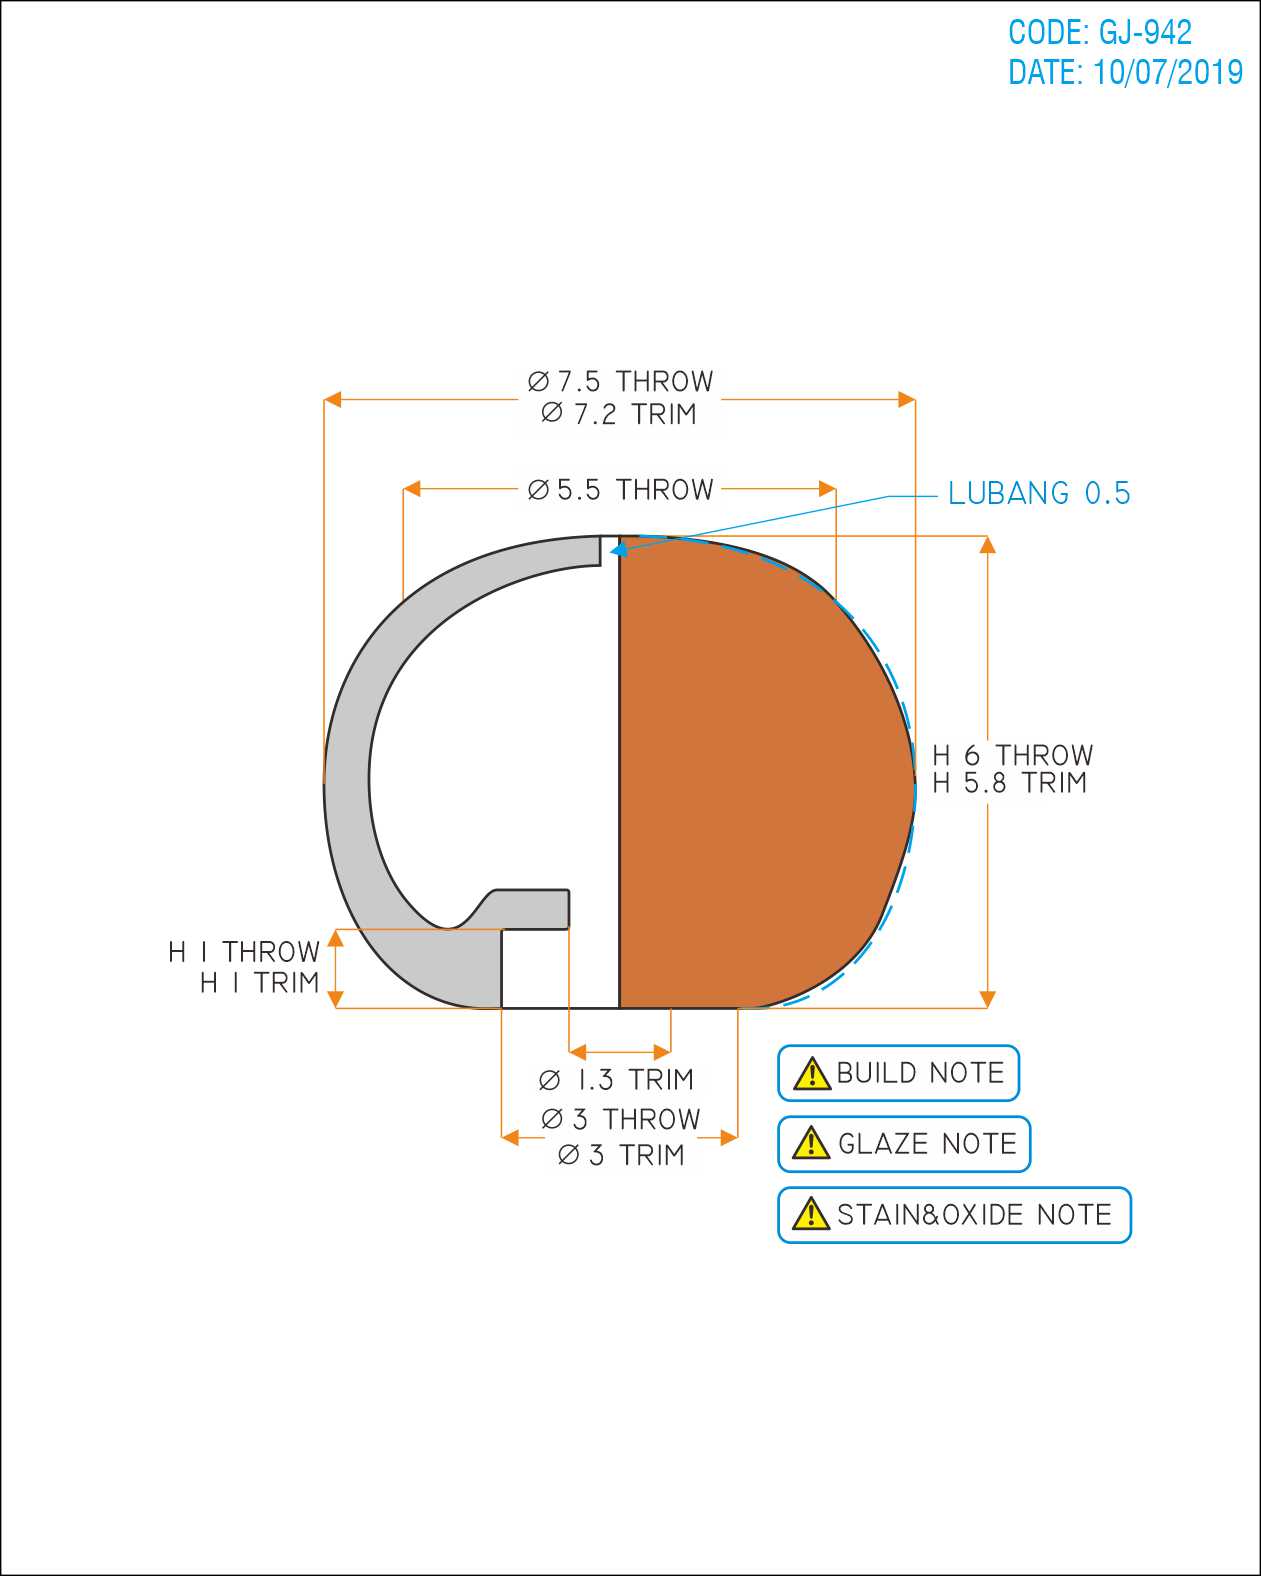 CODE: GJ-942
DATE: 10/07/2019
Ø 7.5 THROW
Ø 7.2 TRIM
Ø 5.5 THROW
LUBANG 0.5
H 6 THROW
H 5.8 TRIM
H 1 THROW
H 1 TRIM
Ø 1.3 TRIM
Ø 3 THROW
Ø 3 TRIM
BUILD NOTE
GLAZE NOTE
STAIN&OXIDE NOTE